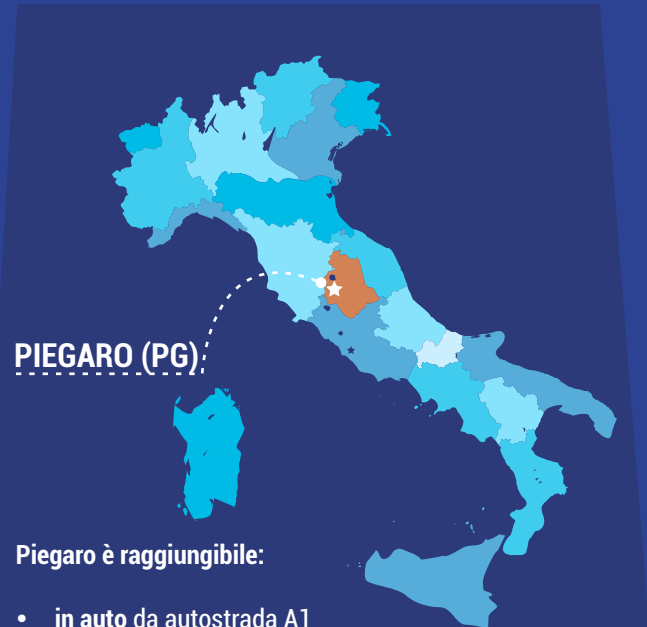 PIEGARO (PG)
Piegaro è raggiungibile:
• in auto da autostrada A1